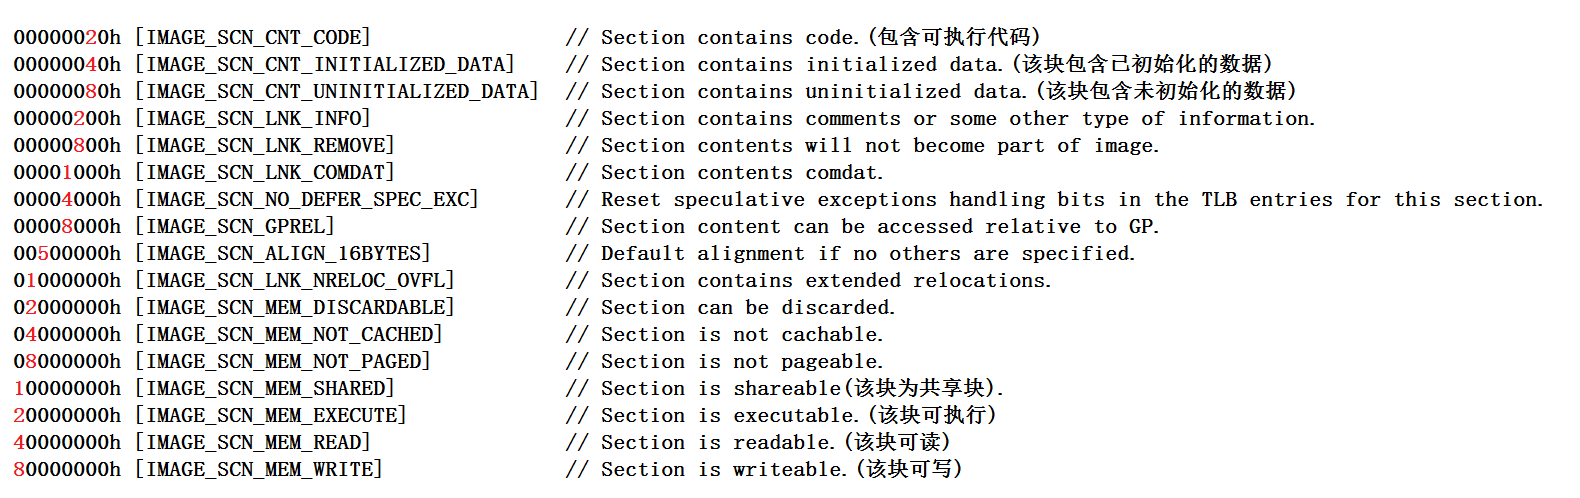 00000020h [IMAGE_SCN_CNT_CODE] // Section contains code.(包含可执行代码)
00000040h [IMAGE_SCN_CNT_INITIALIZED_DATA] // Section contains initialized data.(该块包含已初始化的数据)
00000080h [IMAGE_SCN_CNT_UNINITIALIZED_DATA] // Section contains uninitialized data.(该块包含未初始化的数据)
00000200h [IMAGE_SCN_LNK_INFO] // Section contains comments or some other type of information.
00000800h [IMAGE_SCN_LNK_REMOVE] // Section contents will not become part of image.
00001000h [IMAGE_SCN_LNK_COMDAT] // Section contents comdat.
00004000h [IMAGE_SCN_NO_DEFER_SPEC_EXC] // Reset speculative exceptions handling bits in the TLB entries for this section.
00008000h [IMAGE_SCN_GPREL] // Section content can be accessed relative to GP.
00500000h [IMAGE_SCN_ALIGN_16BYTES] // Default alignment if no others are specified.
01000000h [IMAGE_SCN_LNK_NRELOC_OVFL] // Section contains extended relocations.
02000000h [IMAGE_SCN_MEM_DISCARDABLE] // Section can be discarded.
04000000h [IMAGE_SCN_MEM_NOT_CACHED] // Section is not cachable.
08000000h [IMAGE_SCN_MEM_NOT_PAGED] // Section is not pageable.
10000000h [IMAGE_SCN_MEM_SHARED] // Section is shareable(该块为共享块).
20000000h [IMAGE_SCN_MEM_EXECUTE] // Section is executable.(该块可执行)
40000000h [IMAGE_SCN_MEM_READ] // Section is readable.(该块可读)
80000000h [IMAGE_SCN_MEM_WRITE] // Section is writeable.(该块可写)